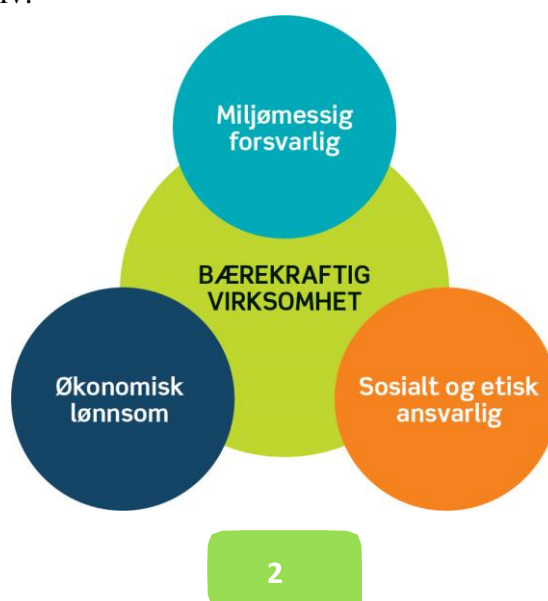 Miljømessig
forsvarlig
BÆREKRAFTIG
VIRKSOMHET
Økonomisk
lønnsom
Sosialt og etisk
ansvarlig
2